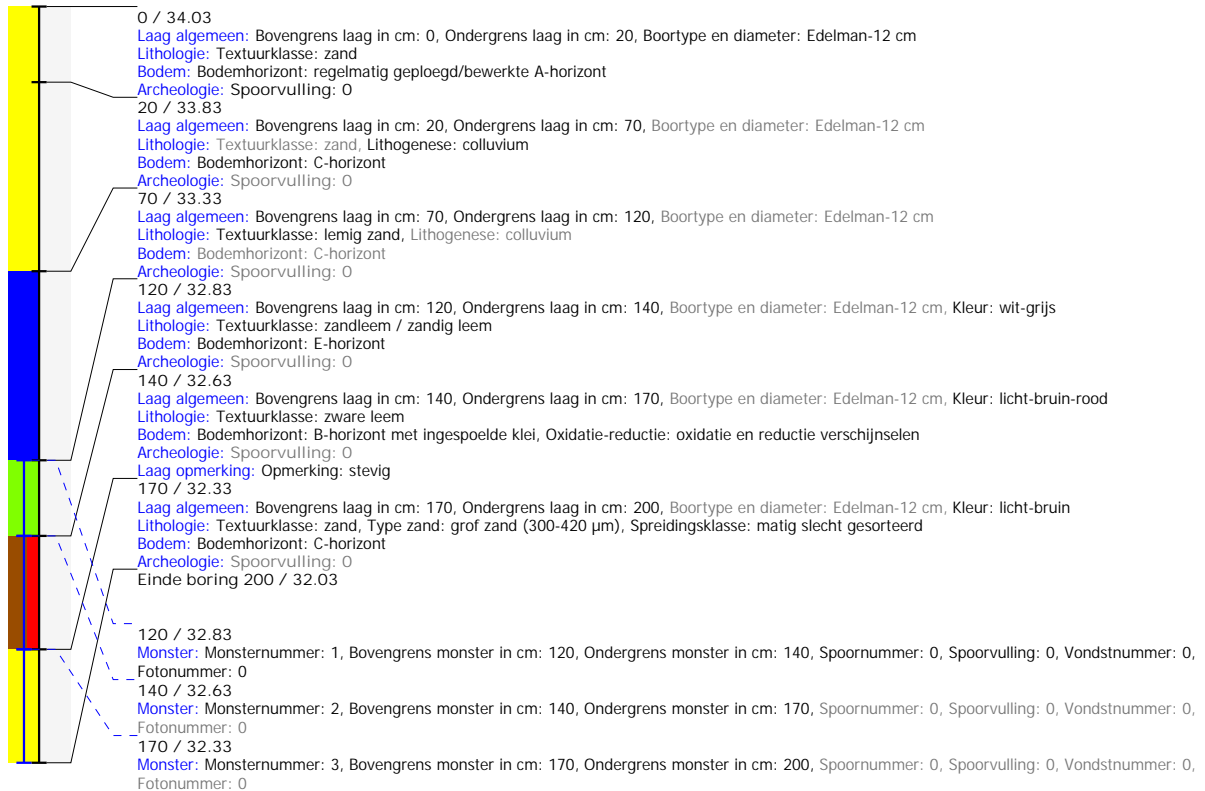 0 / 34.03
Laag algemeen: Bovengrens laag in cm: 0, Ondergrens laag in cm: 20, Boortype en diameter: Edelman-12 cm
Lithologie: Textuurklasse: zand
Bodem: Bodemhorizont: regelmatig geploegd/bewerkte A-horizont
Archeologie: Spoorvulling: 0
20 / 33.83
Laag algemeen: Bovengrens laag in cm: 20, Ondergrens laag in cm: 70, Boortype en diameter: Edelman-12 cm
Lithologie: Textuurklasse: zand, Lithogenese: colluvium
Bodem: Bodemhorizont: C-horizont
Archeologie: Spoorvulling: 0
70 / 33.33
Laag algemeen: Bovengrens laag in cm: 70, Ondergrens laag in cm: 120, Boortype en diameter: Edelman-12 cm
Lithologie: Textuurklasse: lemig zand, Lithogenese: colluvium
Bodem: Bodemhorizont: C-horizont
Archeologie: Spoorvulling: 0
120 / 32.83
Laag algemeen: Bovengrens laag in cm: 120, Ondergrens laag in cm: 140, Boortype en diameter: Edelman-12 cm, Kleur: wit-grijs
Lithologie: Textuurklasse: zandleem / zandig leem
Bodem: Bodemhorizont: E-horizont
Archeologie: Spoorvulling: 0
140 / 32.63
Laag algemeen: Bovengrens laag in cm: 140, Ondergrens laag in cm: 170, Boortype en diameter: Edelman-12 cm, Kleur: licht-bruin-rood
Lithologie: Textuurklasse: zware leem
Bodem: Bodemhorizont: B-horizont met ingespoelde klei, Oxidatie-reductie: oxidatie en reductie verschijnselen
Archeologie: Spoorvulling: 0
Laag opmerking: Opmerking: stevig
170 / 32.33
Laag algemeen: Bovengrens laag in cm: 170, Ondergrens laag in cm: 200, Boortype en diameter: Edelman-12 cm, Kleur: licht-bruin
Lithologie: Textuurklasse: zand, Type zand: grof zand (300-420 µm), Spreidingsklasse: matig slecht gesorteerd
Bodem: Bodemhorizont: C-horizont
Archeologie: Spoorvulling: 0
Einde boring 200 / 32.03
120 / 32.83
Monster: Monsternummer: 1, Bovengrens monster in cm: 120, Ondergrens monster in cm: 140, Spoornummer: 0, Spoorvulling: 0, Vondstnummer: 0,
Fotonummer: 0
140 / 32.63
Monster: Monsternummer: 2, Bovengrens monster in cm: 140, Ondergrens monster in cm: 170, Spoornummer: 0, Spoorvulling: 0, Vondstnummer: 0,
Fotonummer: 0
170 / 32.33
Monster: Monsternummer: 3, Bovengrens monster in cm: 170, Ondergrens monster in cm: 200, Spoornummer: 0, Spoorvulling: 0, Vondstnummer: 0,
Fotonummer: 0